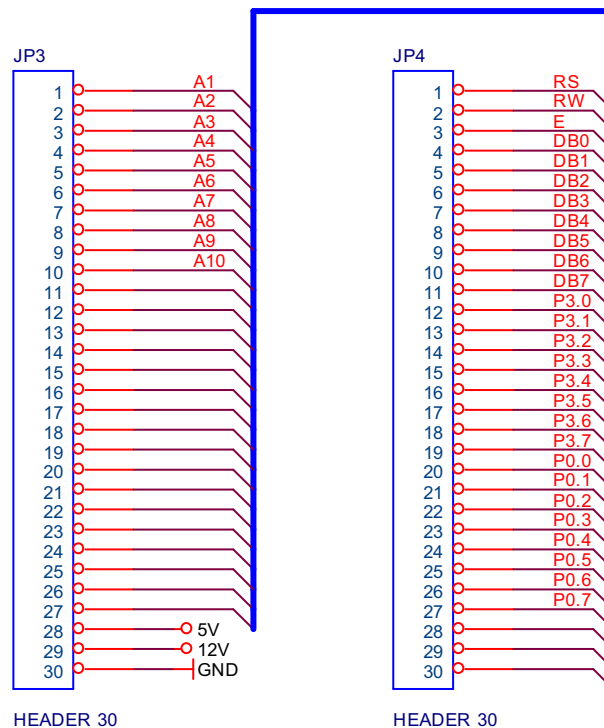 JP3
1 A1
2 A2
3 A3
4 A4
5 A5
6 A6
7 A7
8 A8
9 A9
10 A10
11
12
13
14
15
16
17
18
19
20
21
22
23
24
25
26
27
28 5V
29 12V
30 GND
HEADER 30
JP4
1 RS
2 RW
3 E
4 DB0
5 DB1
6 DB2
7 DB3
8 DB4
9 DB5
10 DB6
11 DB7
12 P3.0
13 P3.1
14 P3.2
15 P3.3
16 P3.4
17 P3.5
18 P3.6
19 P3.7
20 P0.0
21 P0.1
22 P0.2
23 P0.3
24 P0.4
25 P0.5
26 P0.6
27 P0.7
28
29
30
HEADER 30